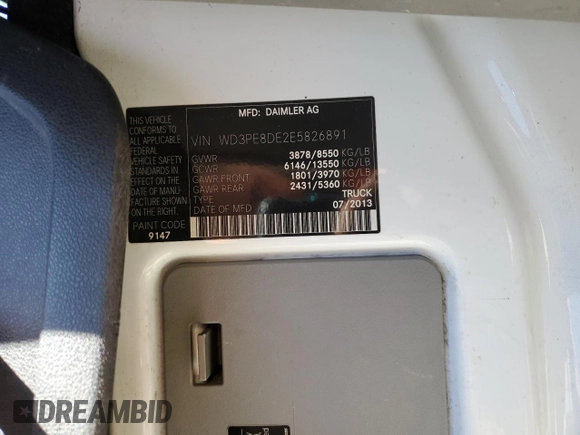 MFD: DAIMLER AG
THIS VEHICLE
CONFORMS TO
ALL APPLICABLE
FEDERAL
VEHICLE SAFETY
STANDARDS IN
EFFECT ON THE
DATE OF MANU-
FACTURE SHOWN
ON THE RIGHT.
PAINT CODE
9147
VIN WD3PE8DE2E5826891
GVWR 3878/8550 KG/LB
GCWR 6146/13550 KG/LB
GAWR FRONT 1801/3970 KG/LB
GAWR REAR 2431/5360 KG/LB
TYPE TRUCK
DATE OF MFD 07/2013
DREAMBID